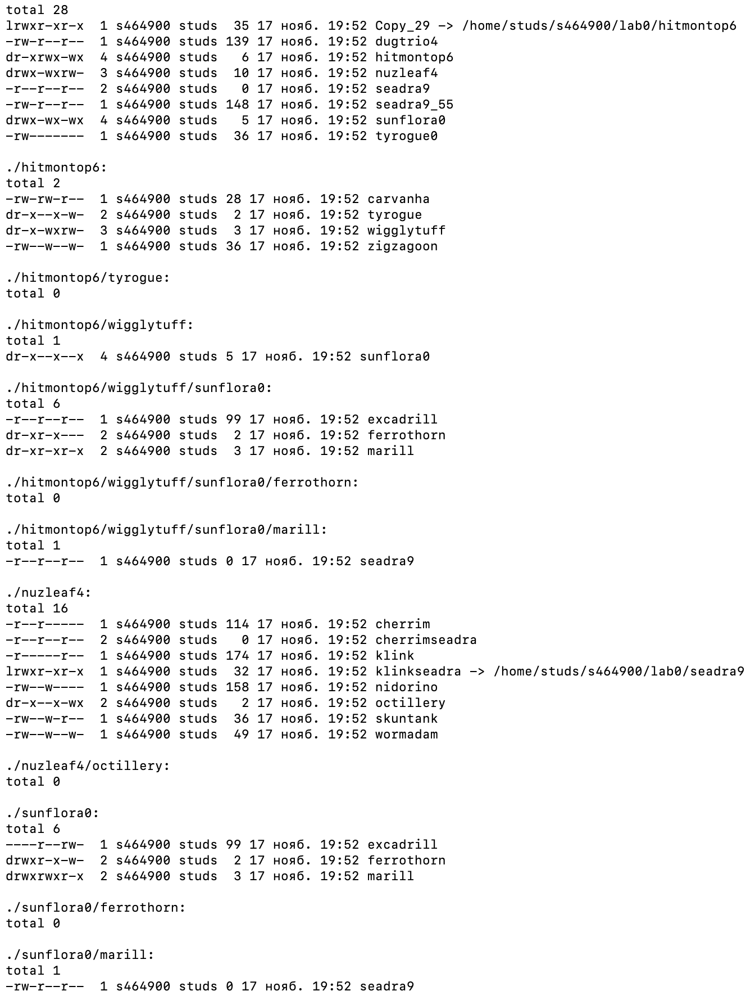 total 28
lrwxr-xr-x  1 s464900 studs  35 17 нояб. 19:52 Copy_29 -> /home/studs/s464900/lab0/hitmontop6
-rw-r--r--  1 s464900 studs 139 17 нояб. 19:52 dugtrio4
dr-xrwx-wx  4 s464900 studs   6 17 нояб. 19:52 hitmontop6
drwx-wxrw-  3 s464900 studs  10 17 нояб. 19:52 nuzleaf4
-r--r--r--  2 s464900 studs   0 17 нояб. 19:52 seadra9
-rw-r--r--  1 s464900 studs 148 17 нояб. 19:52 seadra9_55
drwx-wx-wx  4 s464900 studs   5 17 нояб. 19:52 sunflora0
-rw-------  1 s464900 studs  36 17 нояб. 19:52 tyrogue0

./hitmontop6:
total 2
-rw-rw-r--  1 s464900 studs 28 17 нояб. 19:52 carvanha
dr-x--x-w-  2 s464900 studs  2 17 нояб. 19:52 tyrogue
dr-x-wxrw-  3 s464900 studs  3 17 нояб. 19:52 wigglytuff
-rw--w--w-  1 s464900 studs 36 17 нояб. 19:52 zigzagoon

./hitmontop6/tyrogue:
total 0

./hitmontop6/wigglytuff:
total 1
dr-x--x--x  4 s464900 studs 5 17 нояб. 19:52 sunflora0

./hitmontop6/wigglytuff/sunflora0:
total 6
-r--r--r--  1 s464900 studs 99 17 нояб. 19:52 excadrill
dr-xr-x---  2 s464900 studs  2 17 нояб. 19:52 ferrothorn
dr-xr-xr-x  2 s464900 studs  3 17 нояб. 19:52 marill

./hitmontop6/wigglytuff/sunflora0/ferrothorn:
total 0

./hitmontop6/wigglytuff/sunflora0/marill:
total 1
-r--r--r--  1 s464900 studs 0 17 нояб. 19:52 seadra9

./nuzleaf4:
total 16
-r--r-----  1 s464900 studs 114 17 нояб. 19:52 cherrim
-r--r--r--  2 s464900 studs   0 17 нояб. 19:52 cherrimseadra
-r-----r--  1 s464900 studs 174 17 нояб. 19:52 klink
lrwxr-xr-x  1 s464900 studs  32 17 нояб. 19:52 klinkseadra -> /home/studs/s464900/lab0/seadra9
-rw--w----  1 s464900 studs 158 17 нояб. 19:52 nidorino
dr-x--x-wx  2 s464900 studs   2 17 нояб. 19:52 octillery
-rw--w-r--  1 s464900 studs  36 17 нояб. 19:52 skuntank
-rw--w--w-  1 s464900 studs  49 17 нояб. 19:52 wormadam

./nuzleaf4/octillery:
total 0

./sunflora0:
total 6
----r--rw-  1 s464900 studs 99 17 нояб. 19:52 excadrill
drwxr-x-w-  2 s464900 studs  2 17 нояб. 19:52 ferrothorn
drwxrwxr-x  2 s464900 studs  3 17 нояб. 19:52 marill

./sunflora0/ferrothorn:
total 0

./sunflora0/marill:
total 1
-rw-r--r--  1 s464900 studs 0 17 нояб. 19:52 seadra9